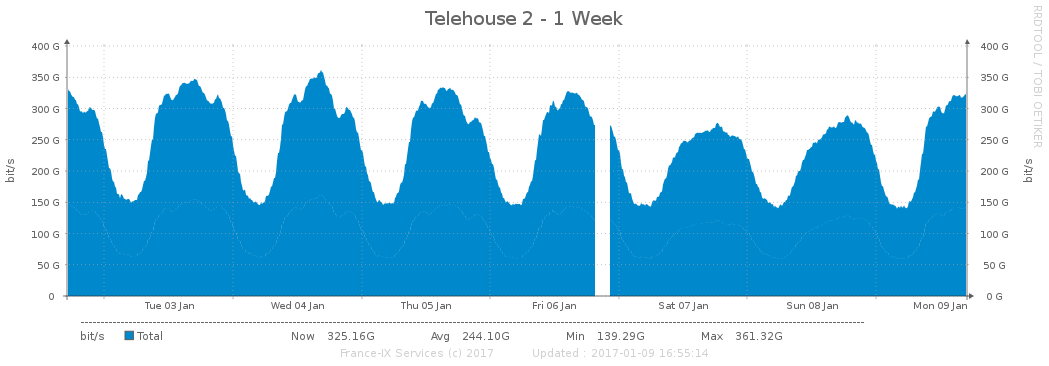 Telehouse 2 - 1 Week
RRDTOOL / TOBI OETIKER
400 G 400 G
350 G 350 G
300 G 300 G
250 G 250 G
200 G 200 G
150 G 150 G
100 G 100 G
50 G 50 G
0 0 G
bit/s
bit/s
Tue 03 Jan Wed 04 Jan Thu 05 Jan Fri 06 Jan Sat 07 Jan Sun 08 Jan Mon 09 Jan
bit/s Total Now 325.16G Avg 244.10G Min 139.29G Max 361.32G
France-IX Services (c) 2017 Updated : 2017-01-09 16:55:14